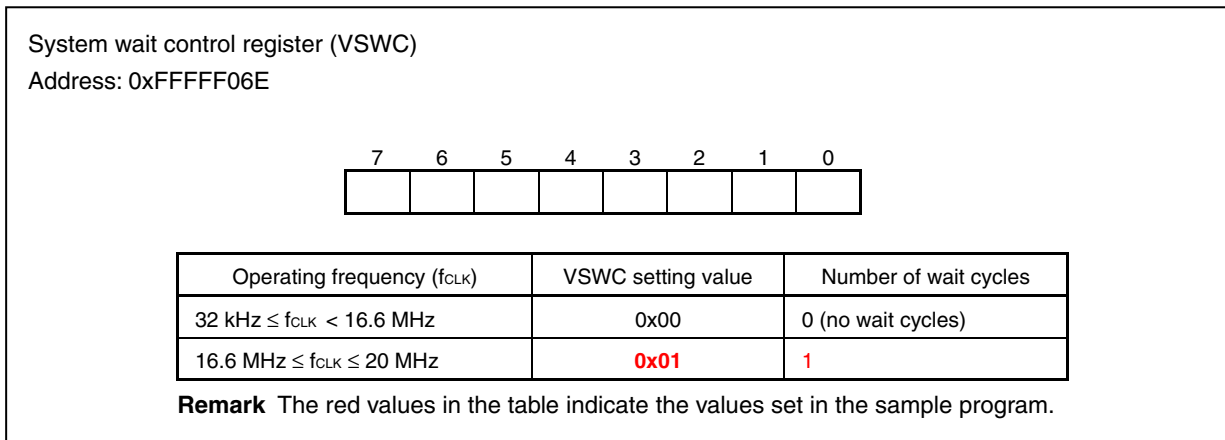 System wait control register (VSWC)
Address: 0xFFFFF06E
7 6 5 4 3 2 1 0
Operating frequency (fCLK) VSWC setting value Number of wait cycles
32 kHz ≤ fCLK < 16.6 MHz 0x00 0 (no wait cycles)
16.6 MHz ≤ fCLK ≤ 20 MHz 0x01 1
Remark The red values in the table indicate the values set in the sample program.